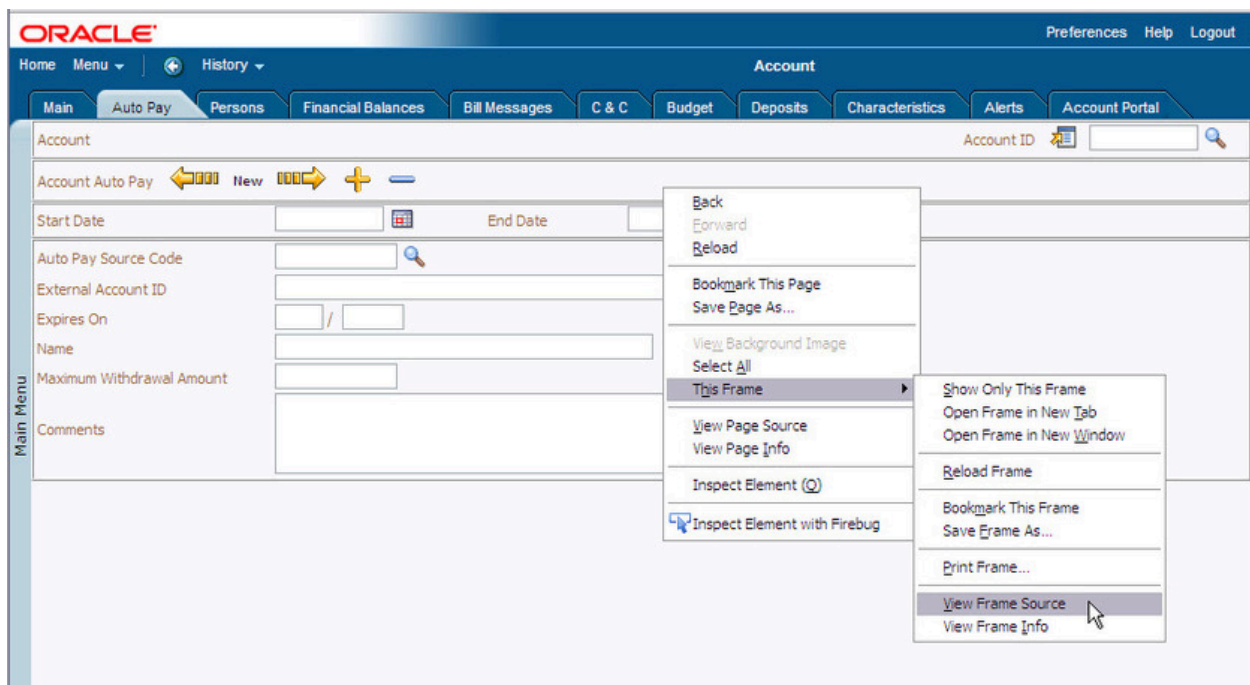 ORACLE
Preferences Help Logout
Home Menu History Account
Main Auto Pay Persons Financial Balances Bill Messages C & C Budget Deposits Characteristics Alerts Account Portal
Account Account ID
Account Auto Pay New
Start Date End Date
Auto Pay Source Code
External Account ID
Expires On /
Name
Maximum Withdrawal Amount
Comments
Main Menu
Back
Forward
Reload
Bookmark This Page
Save Page As...
View Background Image
Select All
This Frame
View Page Source
View Page Info
Inspect Element (Q)
Inspect Element with Firebug
Show Only This Frame
Open Frame in New Tab
Open Frame in New Window
Reload Frame
Bookmark This Frame
Save Frame As...
Print Frame...
View Frame Source
View Frame Info